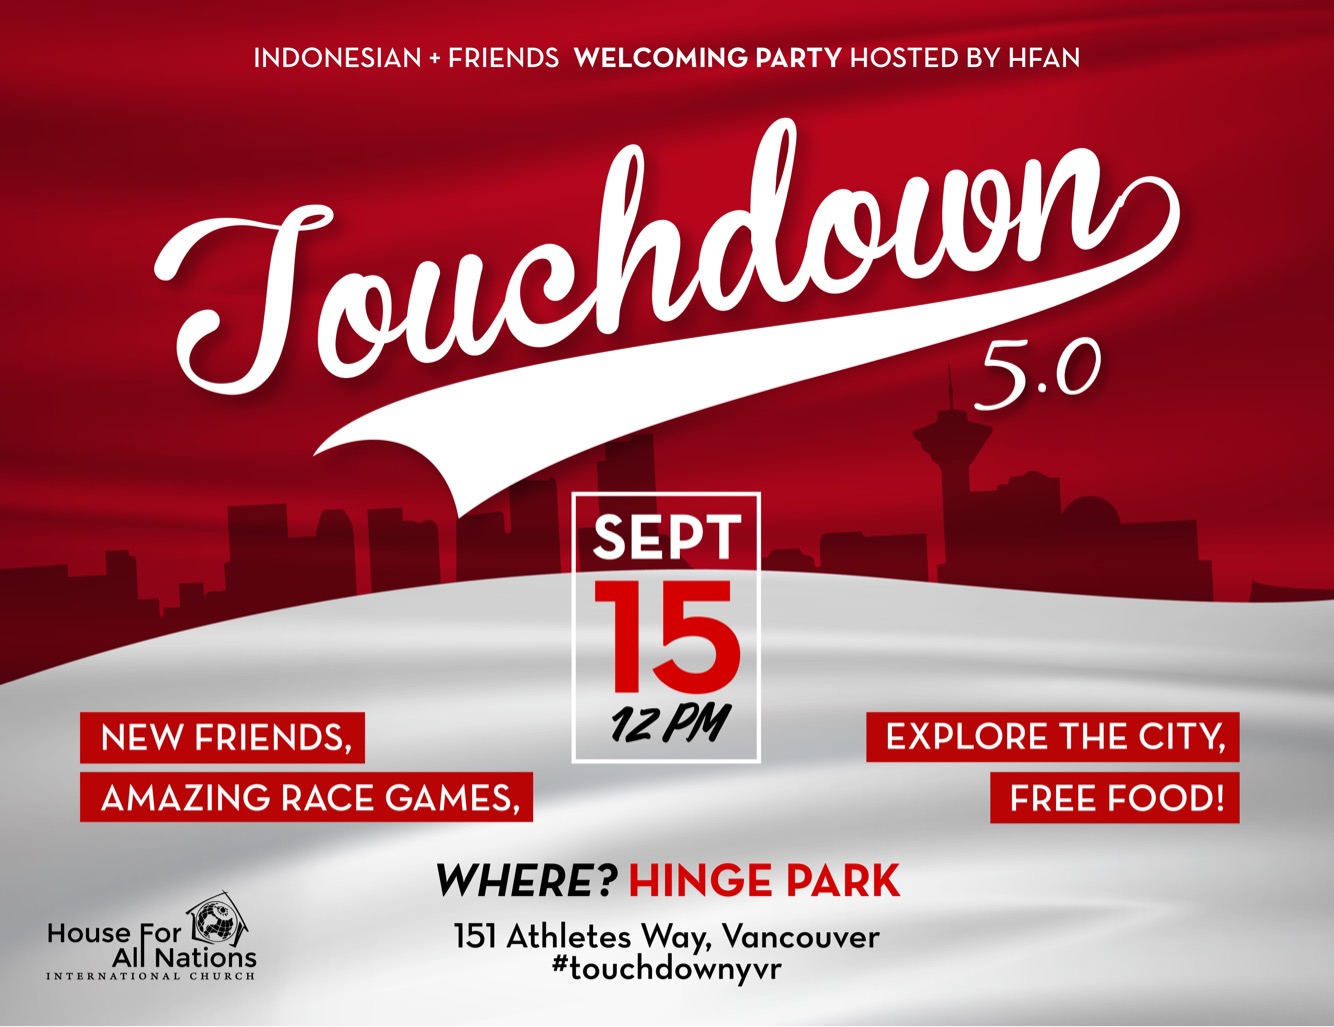 INDONESIAN + FRIENDS WELCOMING PARTY HOSTED BY HFAN
Touchdown
5.0
SEPT
15
12 PM
NEW FRIENDS,
AMAZING RACE GAMES,
EXPLORE THE CITY,
FREE FOOD!
WHERE? HINGE PARK
151 Athletes Way, Vancouver
#touchdownyvr
House For
All Nations
INTERNATIONAL CHURCH